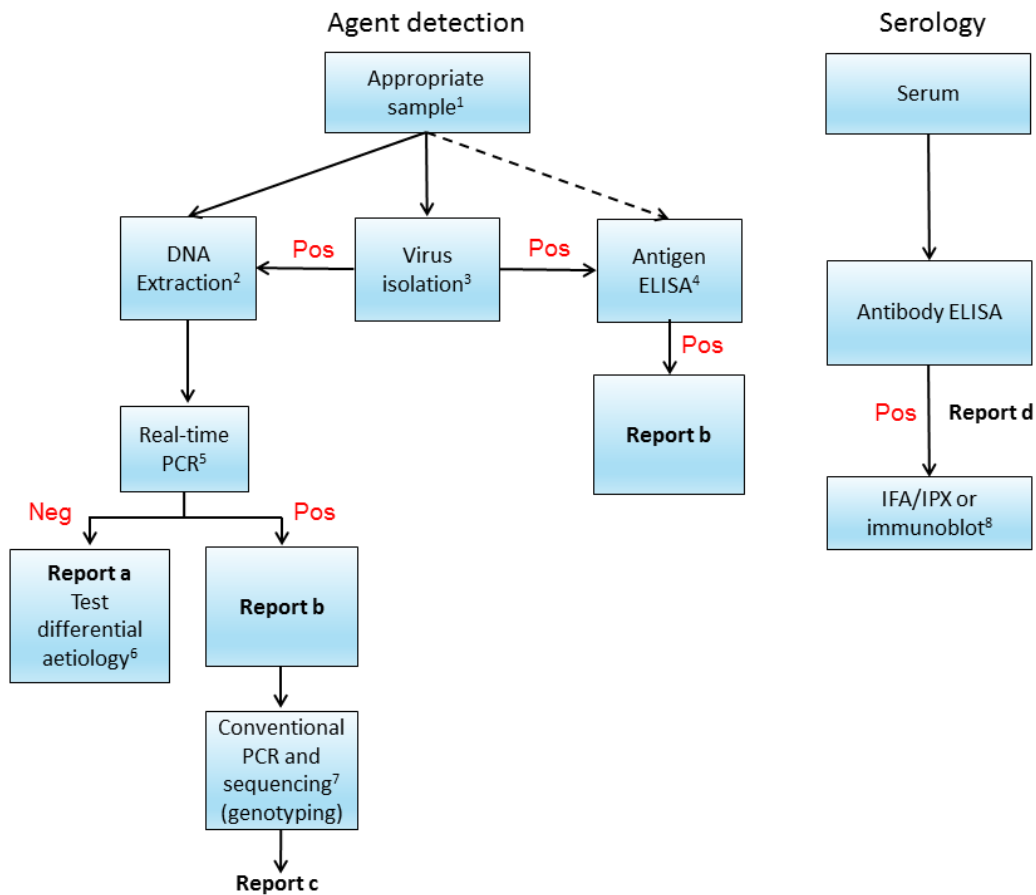 Agent detection
Serology
Appropriate
sample¹
Serum
DNA
Extraction²
Pos
Virus
isolation³
Pos
Antigen
ELISA⁴
Antibody ELISA
Pos
Report b
Pos
Report d
Real-time
PCR⁵
IFA/IPX or
immunoblot⁸
Neg
Pos
Report a
Test
differential
aetiology⁶
Report b
Conventional
PCR and
sequencing⁷
(genotyping)
Report c